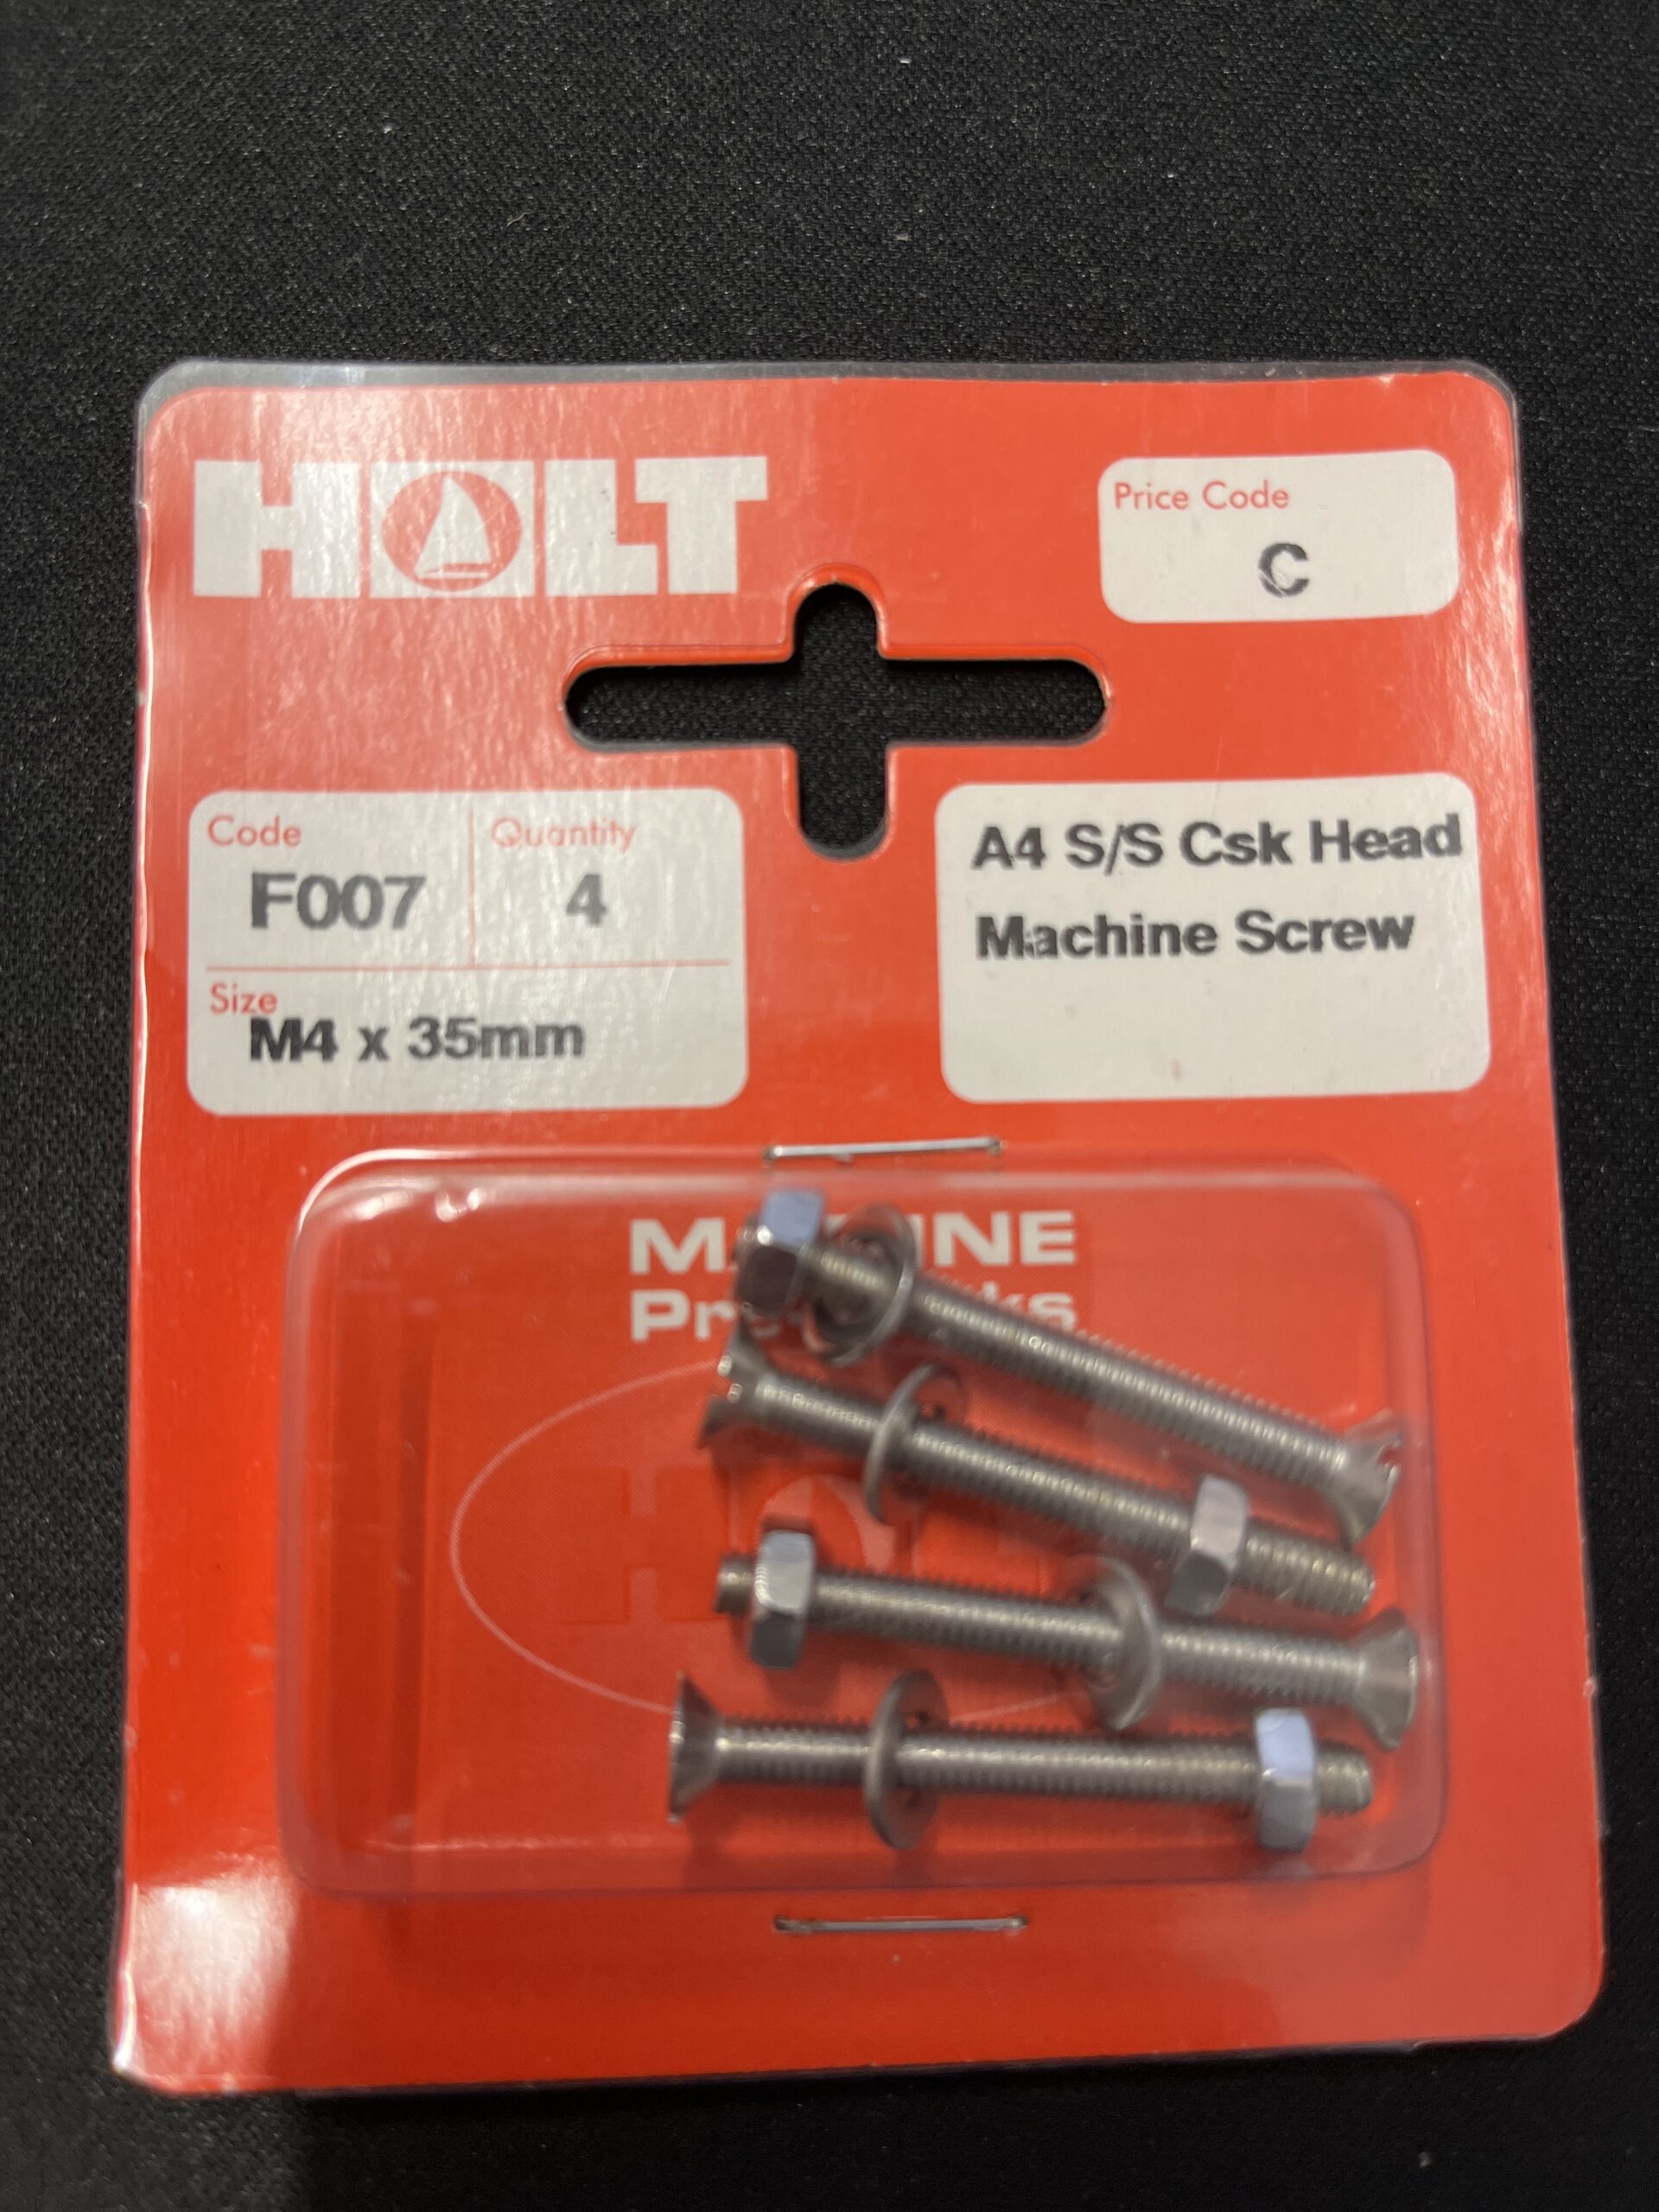 HOLT
Price Code
C
Code
F007
Quantity
4
Size
M4 x 35mm
A4 S/S Csk Head
Machine Screw